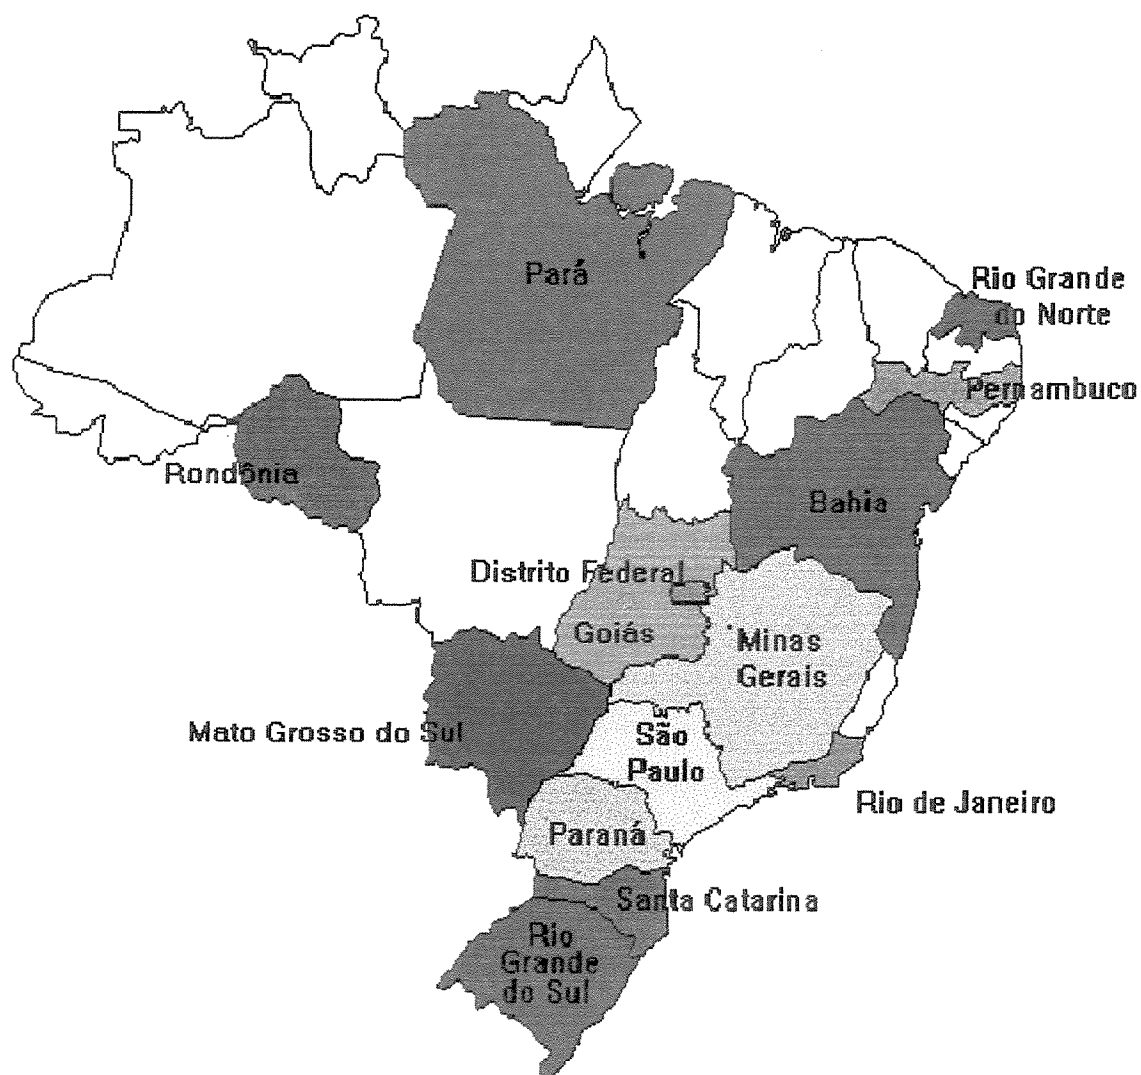 Pará
Rio Grande
do Norte
Pernambuco
Rondônia
Bahia
Distrito Federal
Goiás
Minas
Gerais
Mato Grosso do Sul
São
Paulo
Rio de Janeiro
Paraná
Santa Catarina
Rio
Grande
do Sul